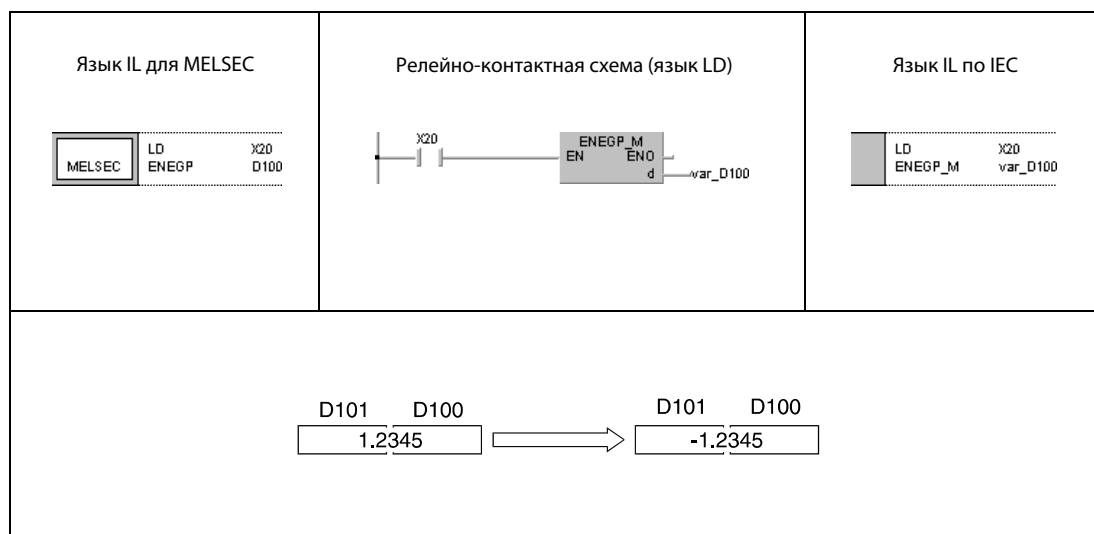 Язык IL для MELSEC
MELSEC
LD X20
ENEGP D100
Релейно-контактная схема (язык LD)
X20
ENEGP_M
EN ENO
d var_D100
Язык IL по IEC
LD X20
ENEGP_M var_D100
D101 D100
1.2345
D101 D100
-1.2345